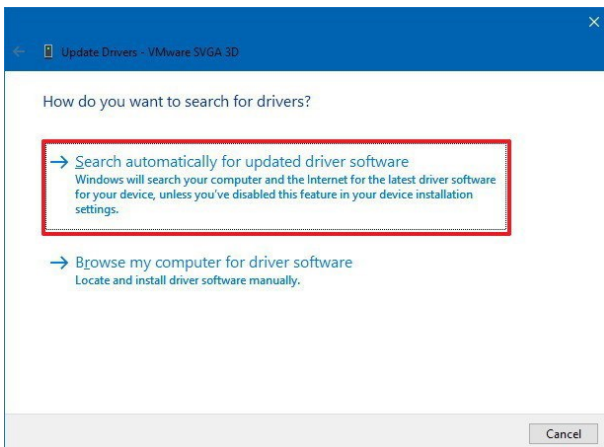 Update Drivers - VMware SVGA 3D
How do you want to search for drivers?
Search automatically for updated driver software
Windows will search your computer and the Internet for the latest driver software
for your device, unless you've disabled this feature in your device installation
settings.
Browse my computer for driver software
Locate and install driver software manually.
Cancel